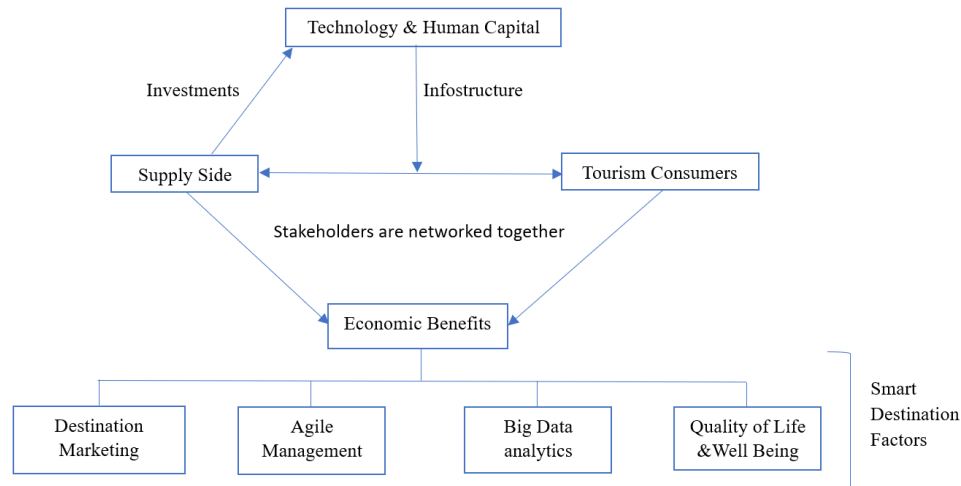 Technology & Human Capital
Investments
Infostructure
Supply Side
Tourism Consumers
Stakeholders are networked together
Economic Benefits
Smart
Destination
Factors
Destination
Marketing
Agile
Management
Big Data
analytics
Quality of Life
&Well Being